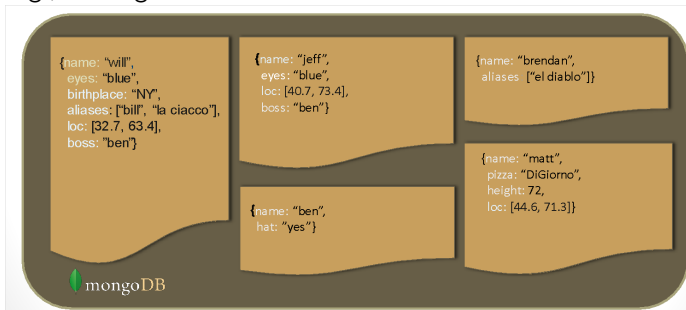 {name: “will”,
eyes: “blue”,
birthplace: “NY”,
aliases: [“bill”, “la ciacco”],
loc: [32.7, 63.4],
boss: ”ben”}
{name: “jeff”,
eyes: “blue”,
loc: [40.7, 73.4],
boss: “ben”}
{name: “ben”,
hat: ”yes”}
{name: “brendan”,
aliases [“el diablo”]}
{name: “matt”,
pizza: “DiGiorno”,
height: 72,
loc: [44.6, 71.3]}
mongoDB